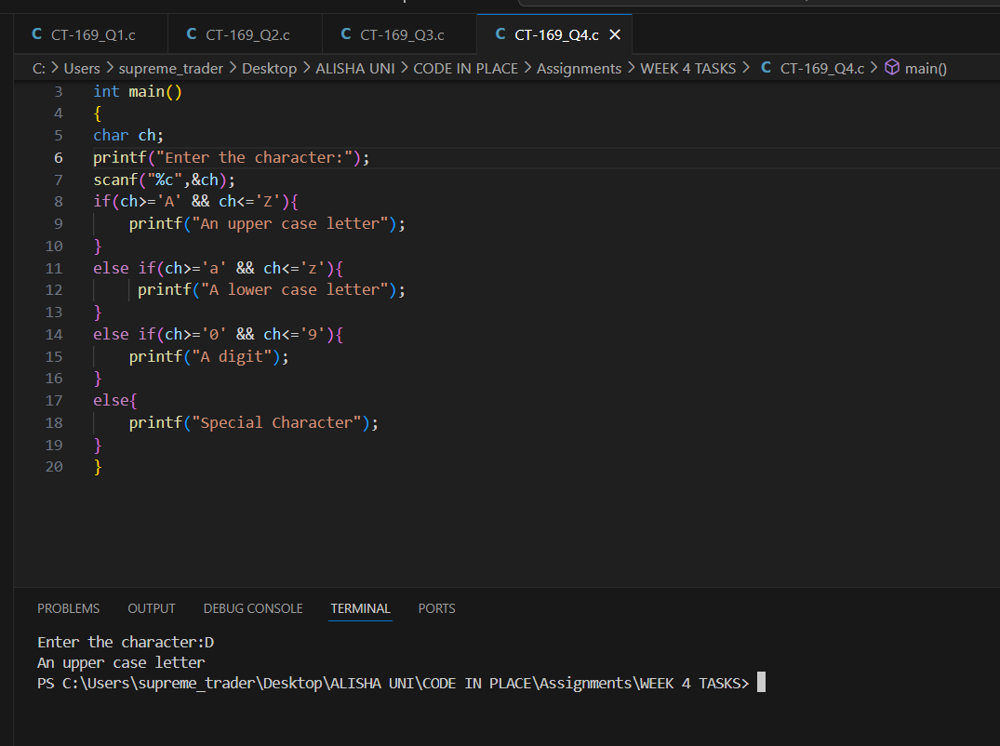 C CT-169_Q1.c C CT-169_Q2.c C CT-169_Q3.c C CT-169_Q4.c
C: > Users > supreme_trader > Desktop > ALISHA UNI > CODE IN PLACE > Assignments > WEEK 4 TASKS > C CT-169_Q4.c > main()
3 int main()
4 {
5 char ch;
6 printf("Enter the character:");
7 scanf("%c",&ch);
8 if(ch>='A' && ch<='Z'){
9     printf("An upper case letter");
10 }
11 else if(ch>='a' && ch<='z'){
12      printf("A lower case letter");
13 }
14 else if(ch>='0' && ch<='9'){
15     printf("A digit");
16 }
17 else{
18     printf("Special Character");
19 }
20 }
PROBLEMS OUTPUT DEBUG CONSOLE TERMINAL PORTS
Enter the character:D
An upper case letter
PS C:\Users\supreme_trader\Desktop\ALISHA UNI\CODE IN PLACE\Assignments\WEEK 4 TASKS>